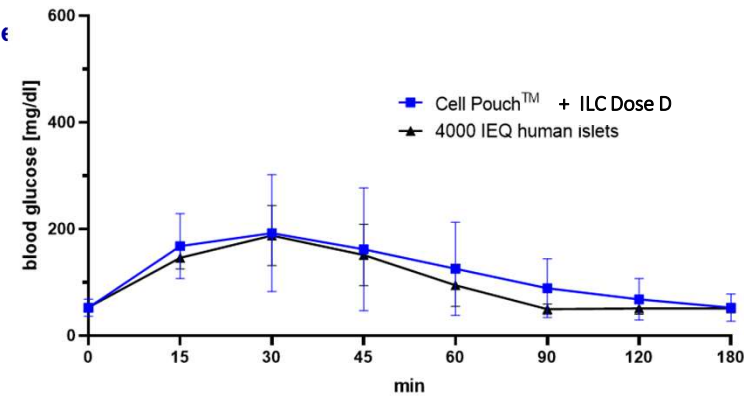 600
e
Cell Pouch™ + ILC Dose D
400
4000 IEQ human islets
200
0
blood glucose [mg/dl]
0 15 30 45 60 90 120 180
min